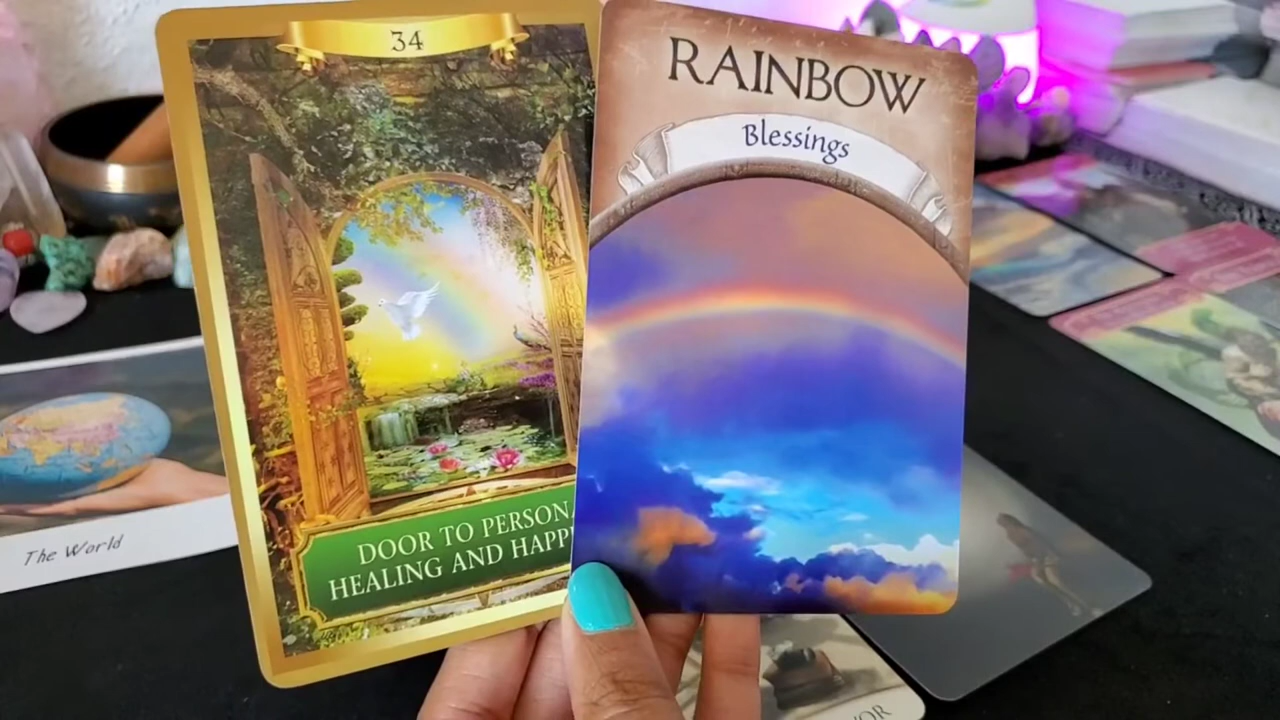 34
DOOR TO PERSONA
HEALING AND HAPP
RAINBOW
Blessings
The World